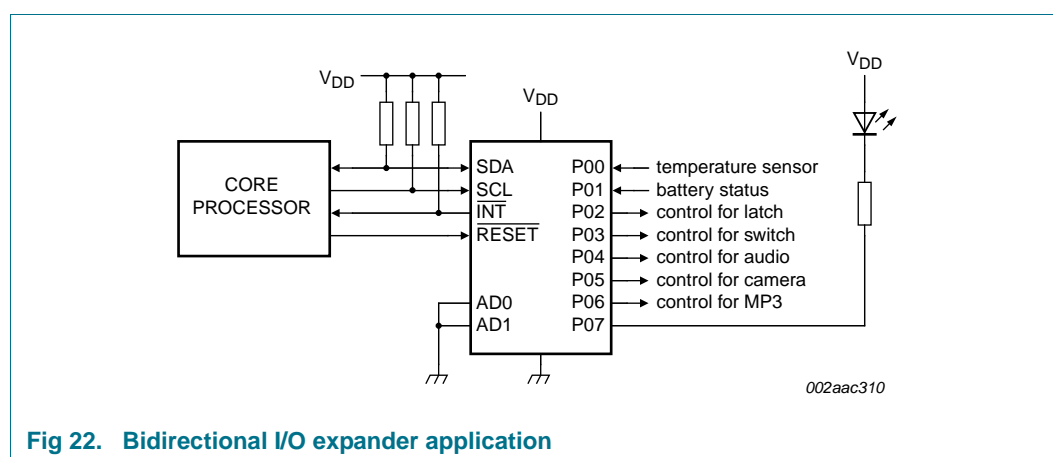 VDD
VDD
VDD
CORE
PROCESSOR
SDA
SCL
INT
RESET
AD0
AD1
P00
P01
P02
P03
P04
P05
P06
P07
temperature sensor
battery status
control for latch
control for switch
control for audio
control for camera
control for MP3
002aac310
Fig 22. Bidirectional I/O expander application